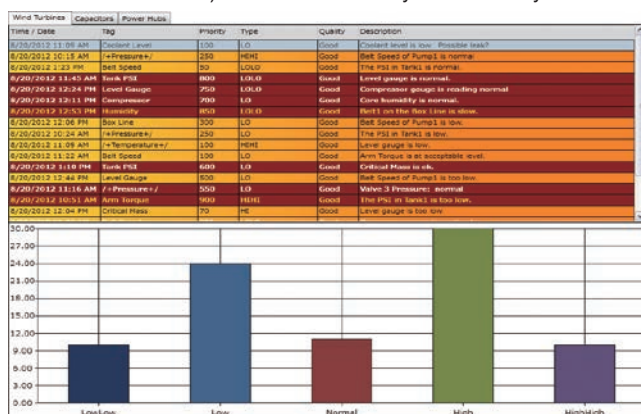 Wind Turbines Capacitors Power Hubs
Time / Date Tag Priority Type Quality Description
8/20/2012 11:09 AM Coolant Level 100 LO Good Coolant level is low. Possible leak?
8/20/2012 10:15 AM /+Pressure+/ 250 HIHI Good Belt Speed of Pump1 is normal
8/20/2012 1:23 PM Belt Speed 50 LOLO Good The PSI in Tank1 is normal.
8/20/2012 11:45 AM Tank PSI 800 LOLO Good Level gauge is normal.
8/20/2012 12:24 PM Level Gauge 750 LOLO Good Compressor gauge is reading normal
8/20/2012 12:11 PM Compressor 700 LO Good Core humidity is normal.
8/20/2012 12:53 PM Humidity 850 LOLO Good Belt1 on the Box Line is slow.
8/20/2012 12:06 PM Box Line 300 LO Good Belt Speed of Pump1 is low.
8/20/2012 10:24 AM /+Pressure+/ 250 LO Good The PSI in Tank1 is low.
8/20/2012 11:09 AM /+Temperature+/ 100 HIHI Good Level gauge is low.
8/20/2012 11:22 AM Belt Speed 100 LO Good Arm Torque is at acceptable level.
8/20/2012 1:10 PM Tank PSI 600 LO Good Critical Mass is ok.
8/20/2012 12:46 PM Level Gauge 500 LO Good Belt Speed of Pump1 is too low.
8/20/2012 11:16 AM /+Pressure+/ 550 LO Good Valve 3 Pressure: normal
8/20/2012 10:51 AM Arm Torque 900 HIHI Good The PSI in Tank1 is too low.
8/20/2012 12:04 PM Critical Mass 70 HI Good Level gauge is too low
30.00
27.00
24.00
21.00
18.00
15.00
12.00
9.00
6.00
3.00
0.00
LowLow Low Normal High HighHigh